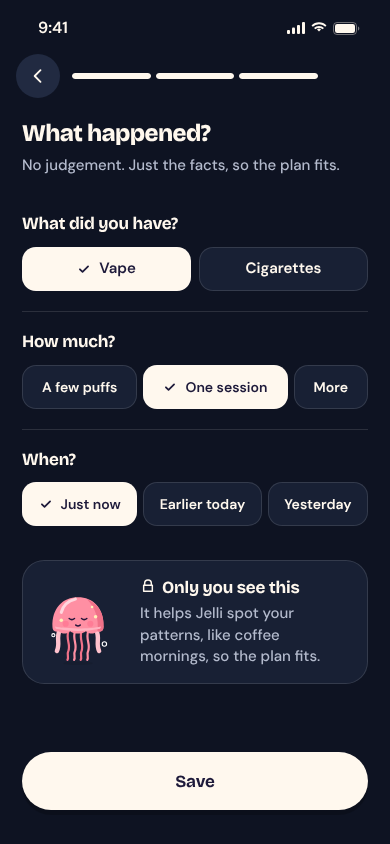 9:41
What happened?
No judgement. Just the facts, so the plan fits.
What did you have?
Vape
Cigarettes
How much?
A few puffs
One session
More
When?
Just now
Earlier today
Yesterday
Only you see this
It helps Jelli spot your
patterns, like coffee
mornings, so the plan fits.
Save